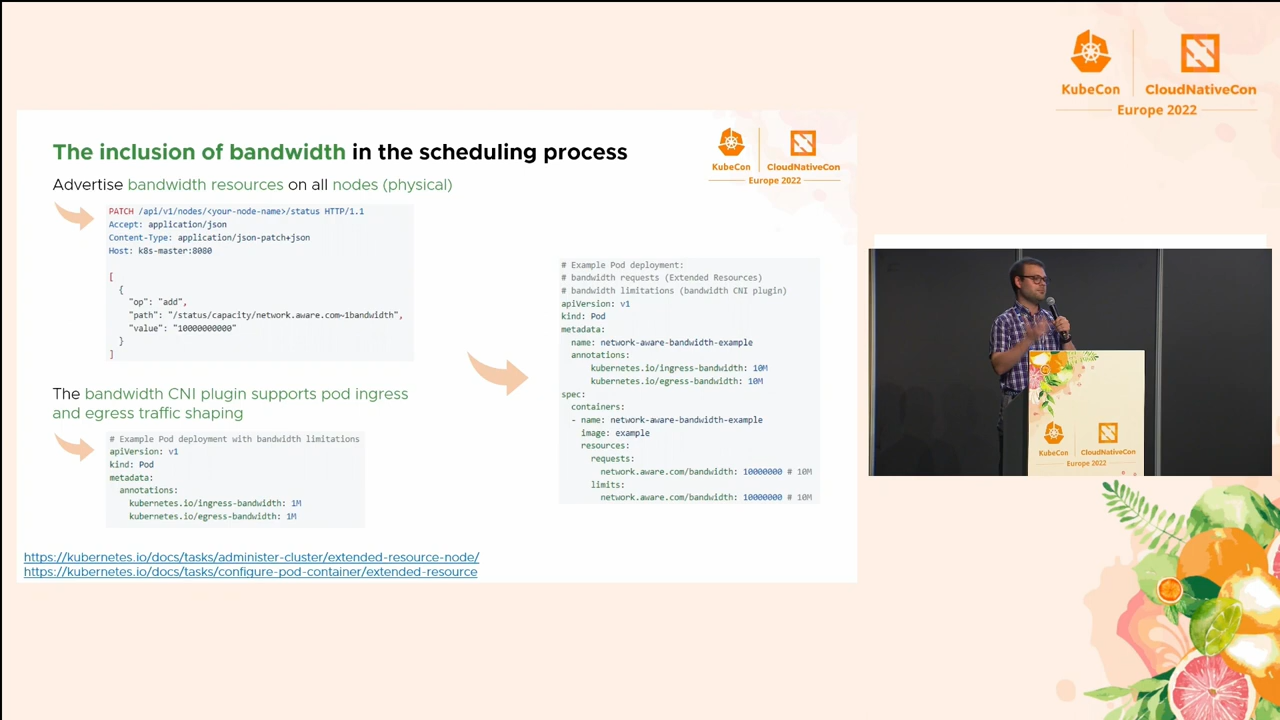 KubeCon
CloudNativeCon
Europe 2022
The inclusion of bandwidth in the scheduling process
KubeCon
CloudNativeCon
Europe 2022
Advertise bandwidth resources on all nodes (physical)
PATCH /api/v1/nodes/<your-node-name>/status HTTP/1.1
Accept: application/json
Content-Type: application/json-patch+json
Host: k8s-master:8080
[
{
"op": "add",
"path": "/status/capacity/network.aware.com~1bandwidth",
"value": "10000000000"
}
]
The bandwidth CNI plugin supports pod ingress
and egress traffic shaping
# Example Pod deployment with bandwidth limitations
apiVersion: v1
kind: Pod
metadata:
annotations:
kubernetes.io/ingress-bandwidth: 1M
kubernetes.io/egress-bandwidth: 1M
# Example Pod deployment:
# bandwidth requests (Extended Resources)
# bandwidth limitations (bandwidth CNI plugin)
apiVersion: v1
kind: Pod
metadata:
name: network-aware-bandwidth-example
annotations:
kubernetes.io/ingress-bandwidth: 10M
kubernetes.io/egress-bandwidth: 10M
spec:
containers:
- name: network-aware-bandwidth-example
image: example
resources:
requests:
network.aware.com/bandwidth: 10000000 # 10M
limits:
network.aware.com/bandwidth: 10000000 # 10M
https://kubernetes.io/docs/tasks/administer-cluster/extended-resource-node/
https://kubernetes.io/docs/tasks/configure-pod-container/extended-resource
KubeCon
CloudNativeCon
Europe 2022